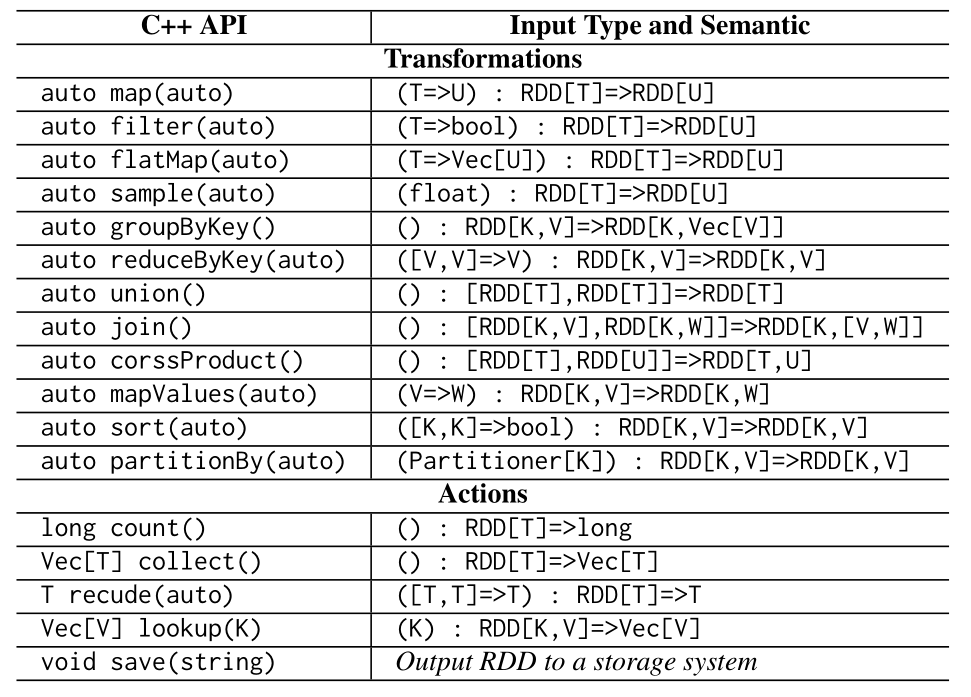 C++ API Input Type and Semantic
Transformations
auto map(auto) (T=>U) : RDD[T]=>RDD[U]
auto filter(auto) (T=>bool) : RDD[T]=>RDD[U]
auto flatMap(auto) (T=>Vec[U]) : RDD[T]=>RDD[U]
auto sample(auto) (float) : RDD[T]=>RDD[U]
auto groupByKey() () : RDD[K,V]=>RDD[K,Vec[V]]
auto reduceByKey(auto) ([V,V]=>V) : RDD[K,V]=>RDD[K,V]
auto union() () : [RDD[T],RDD[T]]=>RDD[T]
auto join() () : [RDD[K,V],RDD[K,W]]=>RDD[K,[V,W]]
auto corssProduct() () : [RDD[T],RDD[U]]=>RDD[T,U]
auto mapValues(auto) (V=>W) : RDD[K,V]=>RDD[K,W]
auto sort(auto) ([K,K]=>bool) : RDD[K,V]=>RDD[K,V]
auto partitionBy(auto) (Partitioner[K]) : RDD[K,V]=>RDD[K,V]
Actions
long count() () : RDD[T]=>long
Vec[T] collect() () : RDD[T]=>Vec[T]
T recude(auto) ([T,T]=>T) : RDD[T]=>T
Vec[V] lookup(K) (K) : RDD[K,V]=>Vec[V]
void save(string) Output RDD to a storage system